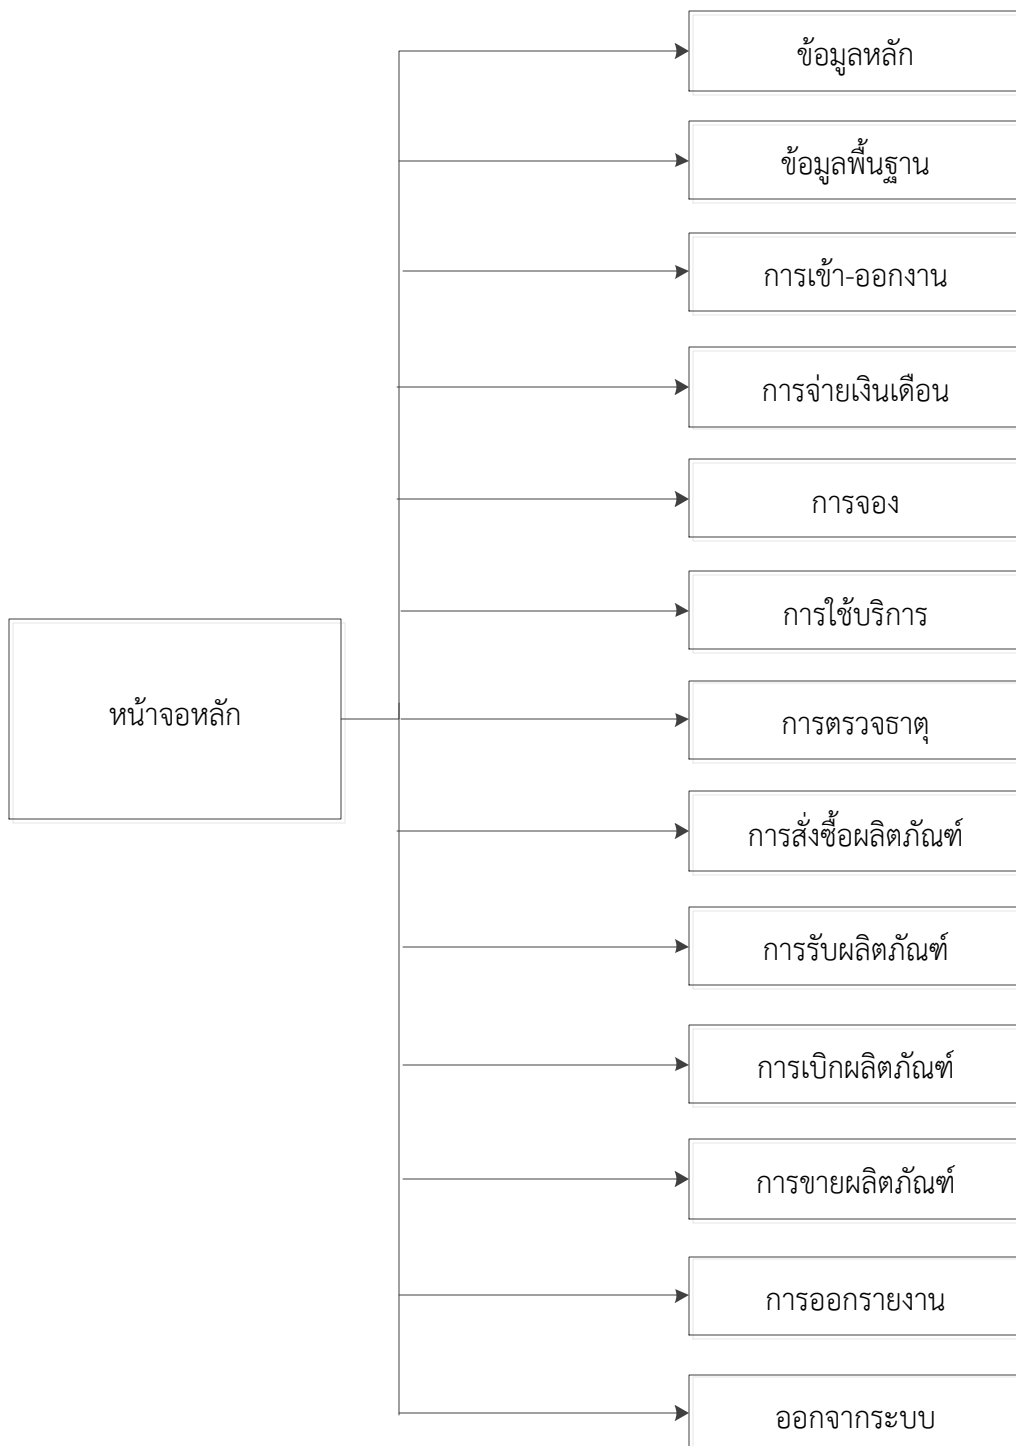 ข้อมูลหลัก
ข้อมูลพื้นฐาน
การเข้า-ออกงาน
การจ่ายเงินเดือน
การจอง
การใช้บริการ
หน้าจอหลัก
การตรวจธาตุ
การสั่งซื้อผลิตภัณฑ์
การรับผลิตภัณฑ์
การเบิกผลิตภัณฑ์
การขายผลิตภัณฑ์
การออกรายงาน
ออกจากระบบ